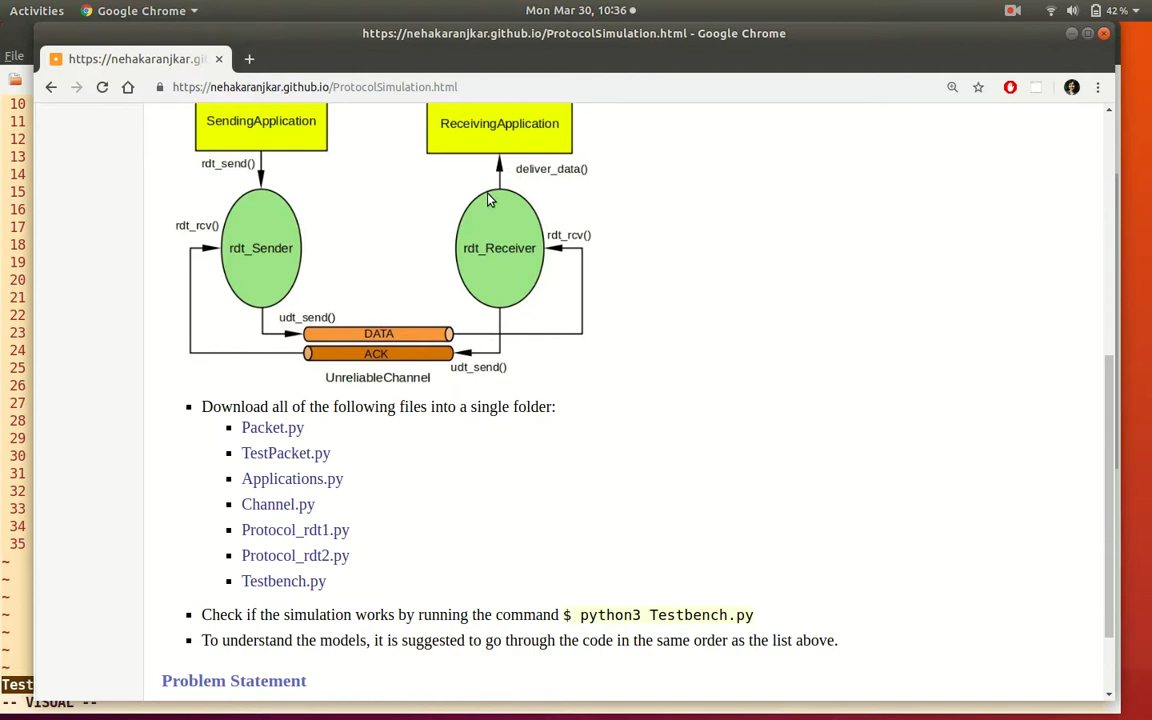 Activities
Google Chrome
Mon Mar 30, 10:36
42 %
https://nehakaranjkar.github.io/ProtocolSimulation.html - Google Chrome
File
https://nehakaranjkar.gi
https://nehakaranjkar.github.io/ProtocolSimulation.html
10
11
12
13
14
15
16
17
18
19
20
21
22
23
24
25
26
27
28
29
30
31
32
33
34
35
~
~
~
~
~
~
~
SendingApplication
ReceivingApplication
rdt_send()
deliver_data()
rdt_rcv()
rdt_rcv()
rdt_Sender
rdt_Receiver
udt_send()
DATA
ACK
udt_send()
UnreliableChannel
Download all of the following files into a single folder:
Packet.py
TestPacket.py
Applications.py
Channel.py
Protocol_rdt1.py
Protocol_rdt2.py
Testbench.py
Check if the simulation works by running the command $ python3 Testbench.py
To understand the models, it is suggested to go through the code in the same order as the list above.
Problem Statement
Test
-- VISUAL --